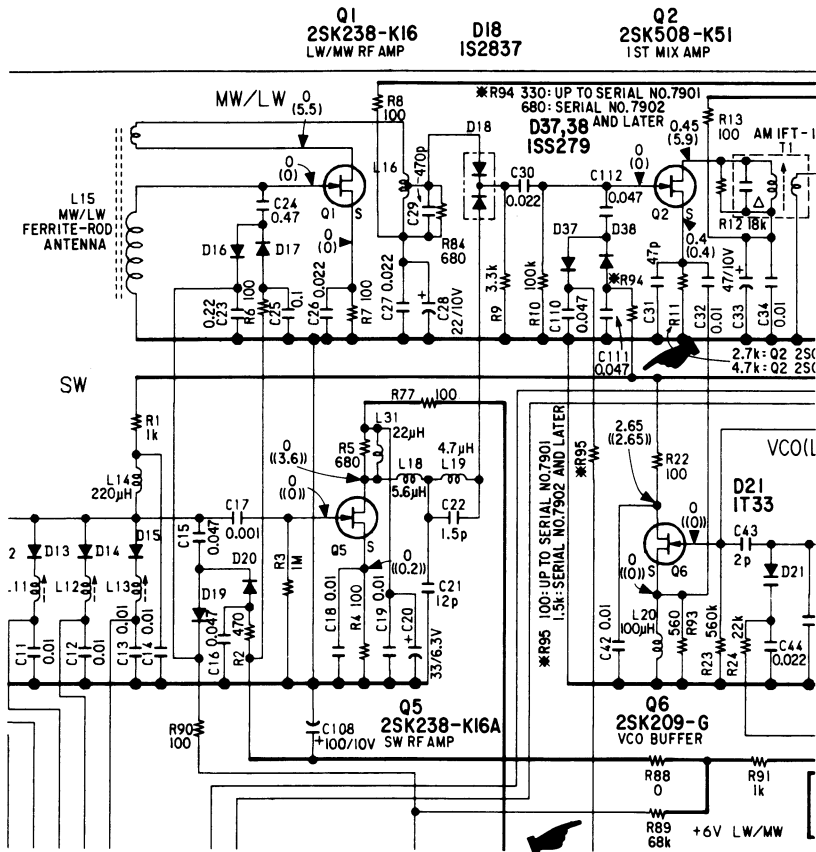 Q1
2SK238-K16
LW/MW RF AMP
D18
1S2837
Q2
2SK508-K51
1ST MIX AMP
MW/LW
0
(5.5)
R8
100
※R94 330: UP TO SERIAL NO.7901
680: SERIAL NO.7902
AND LATER
D37,38
1SS279
D18
0.45
(5.9)
R13
100
AM IFT-1
T1
0
(0)
L16
470p
C29
C30
0.022
C112
0.047
0
(0)
L15
MW/LW
FERRITE-ROD
ANTENNA
C24
0.47
Q1
S
0
(0)
R84
680
Q2
S
R12
18k
0.4
(0.4)
D16
D17
D37
D38
※R94
0.22
C23
R6
100
C25
0.1
C26
0.022
R7
100
C27
0.022
C28
22/10V
R9
3.3k
R10
100k
C110
0.047
C111
0.047
47p
C31
R11
C32
0.01
47/10V
C33
C34
0.01
2.7k: Q2 2S
4.7k: Q2 2S
SW
R1
1k
R77
100
L31
22μH
R5
680
0
((3.6))
4.7μH
L18
L19
5.6μH
0
((0))
L14
220μH
C22
1.5p
C17
0.001
C15
0.047
Q5
S
0
((0.2))
※R95
※R95 100: UP TO SERIAL NO.7901
1.5k: SERIAL NO.7902 AND LATER
2.65
((2.65))
R22
100
VCO(L
D21
1T33
0
((0))
C43
2p
0
((0))
S
Q6
D21
2
D13
D14
D15
L11
L12
L13
D20
D19
R3
1M
C21
12p
L20
100μH
C11
0.01
C12
0.01
C13
0.01
C14
0.01
C16
0.047
R2
470
C18
0.01
R4
100
C19
0.01
C20
33/6.3V
C42
0.01
560
R93
R23
560k
R24
22k
C44
0.022
R90
100
C108
+100/10V
Q5
2SK238-K16A
SW RF AMP
Q6
2SK209-G
VCO BUFFER
R88
0
R91
1k
R89
68k
+6V LW/MW